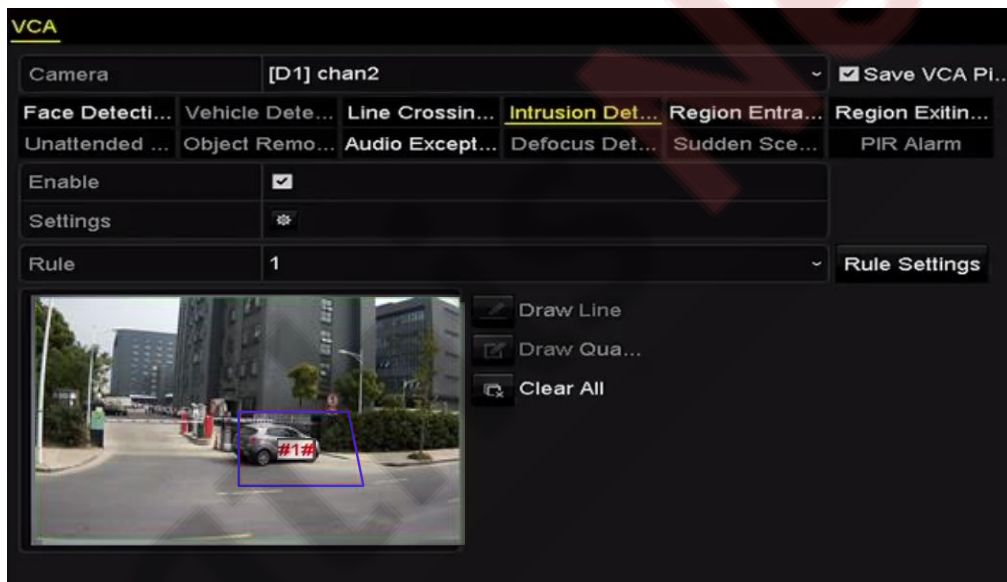 VCA
Camera [D1] chan2 Save VCA Pi...
Face Detecti... Vehicle Dete... Line Crossin... Intrusion Det... Region Entra... Region Exitin...
Unattended ... Object Remo... Audio Except... Defocus Det... Sudden Sce... PIR Alarm
Enable
Settings
Rule 1 Rule Settings
Draw Line
Draw Qua...
Clear All
#1#